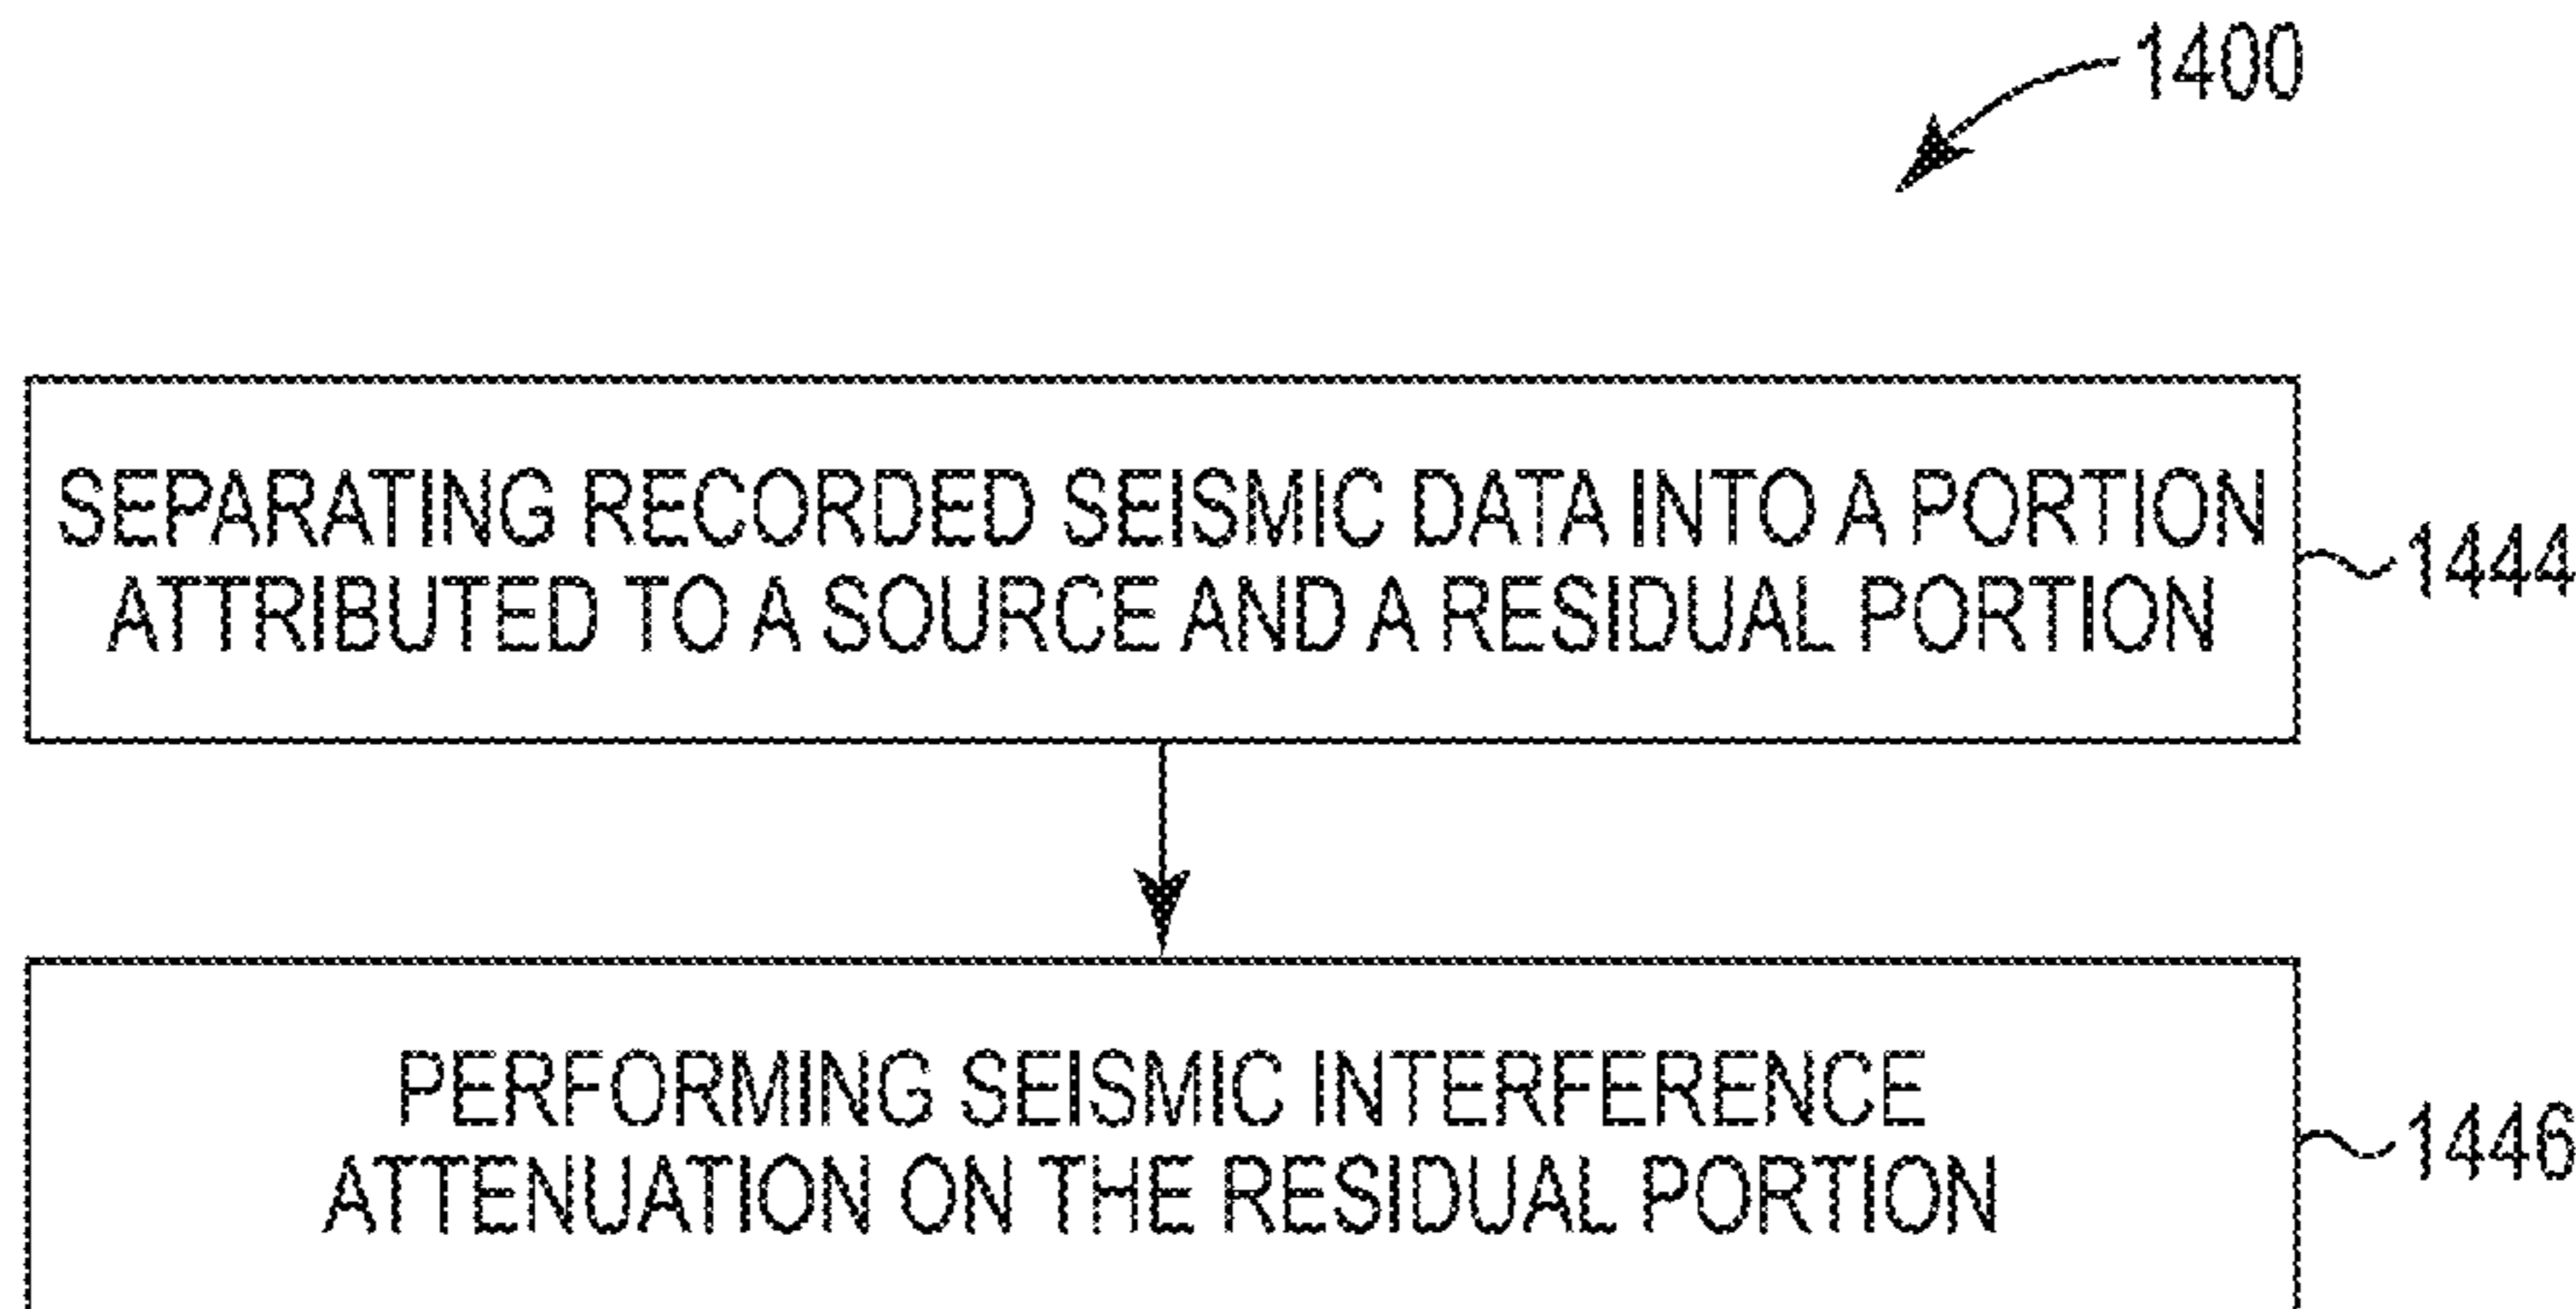 1400
SEPARATING RECORDED SEISMIC DATA INTO A PORTION
ATTRIBUTED TO A SOURCE AND A RESIDUAL PORTION
1444
PERFORMING SEISMIC INTERFERENCE
ATTENUATION ON THE RESIDUAL PORTION
1446